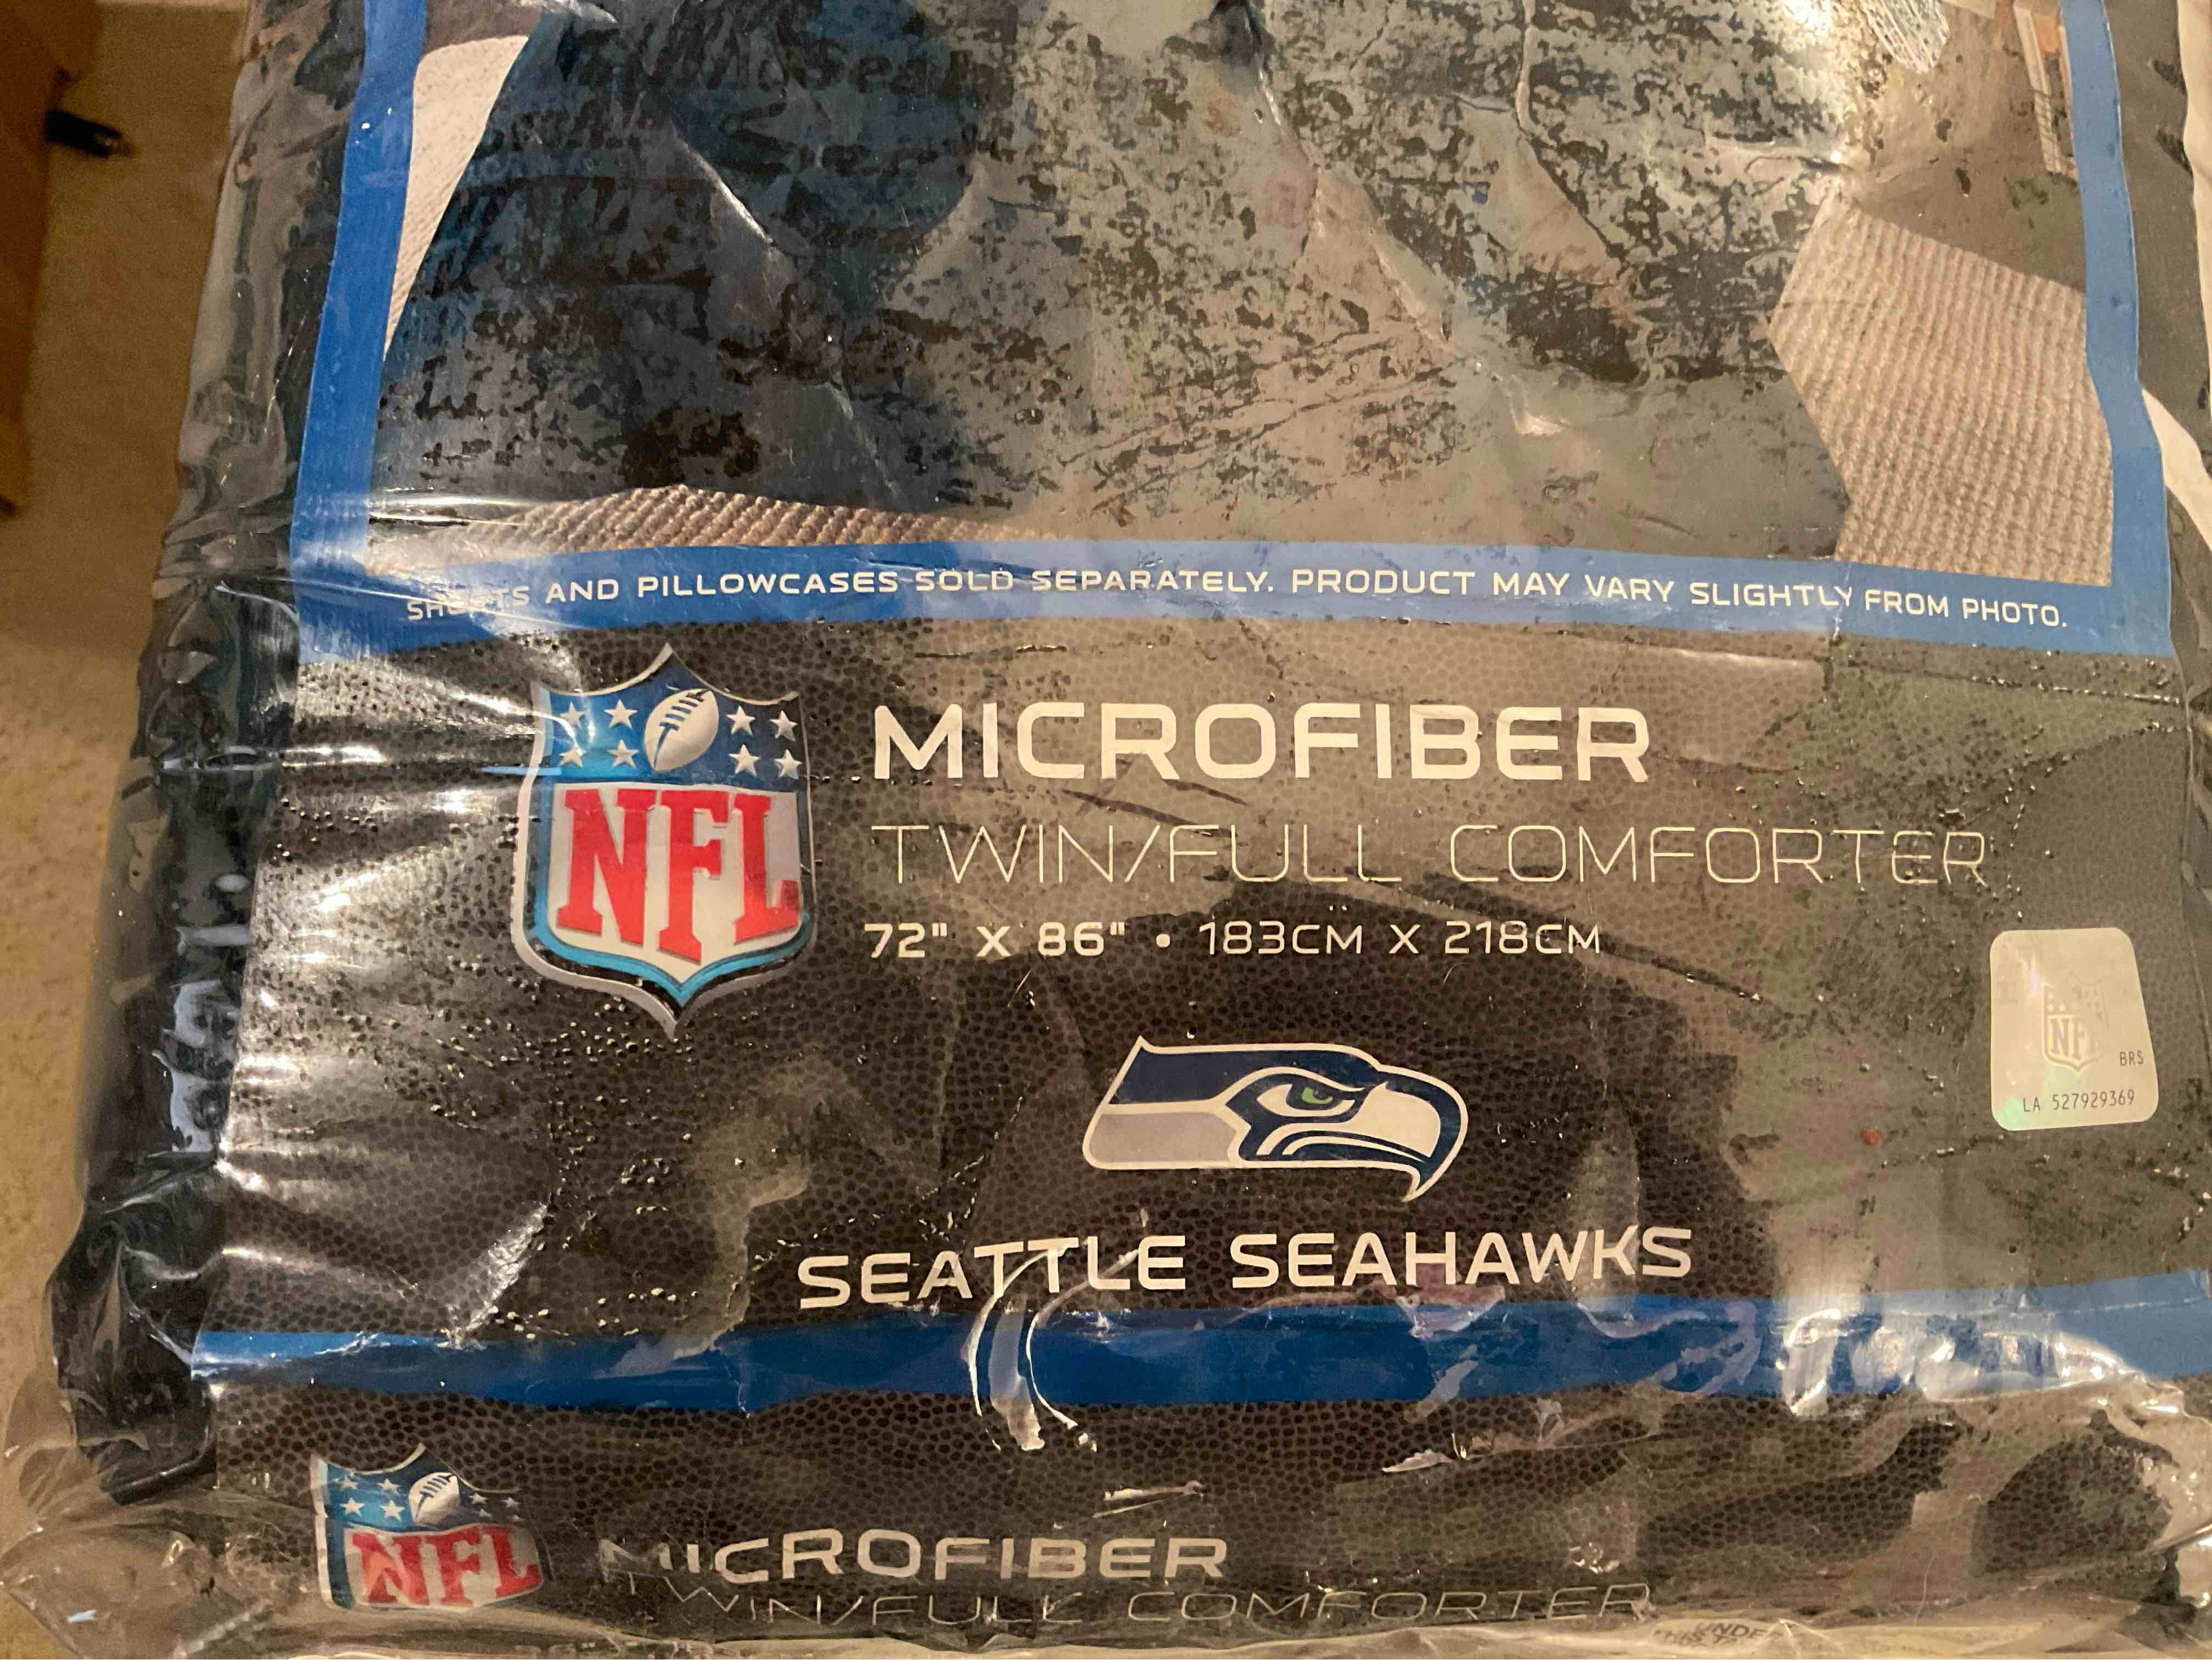 SHEETS AND PILLOWCASES SOLD SEPARATELY. PRODUCT MAY VARY SLIGHTLY FROM PHOTO.
NFL
MICROFIBER
TWIN/FULL COMFORTER
72" X 86" • 183CM X 218CM
NFL
BRS
LA 527929369
SEATTLE SEAHAWKS
NFL
MICROFIBER
TWIN/FULL COMFORTER